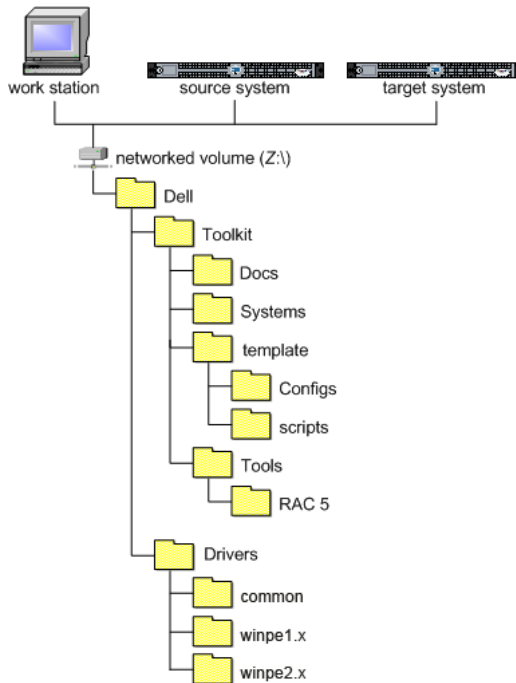 work station
source system
target system
networked volume (Z:\)
Dell
Toolkit
Docs
Systems
template
Configs
scripts
Tools
RAC 5
Drivers
common
winpe1.x
winpe2.x